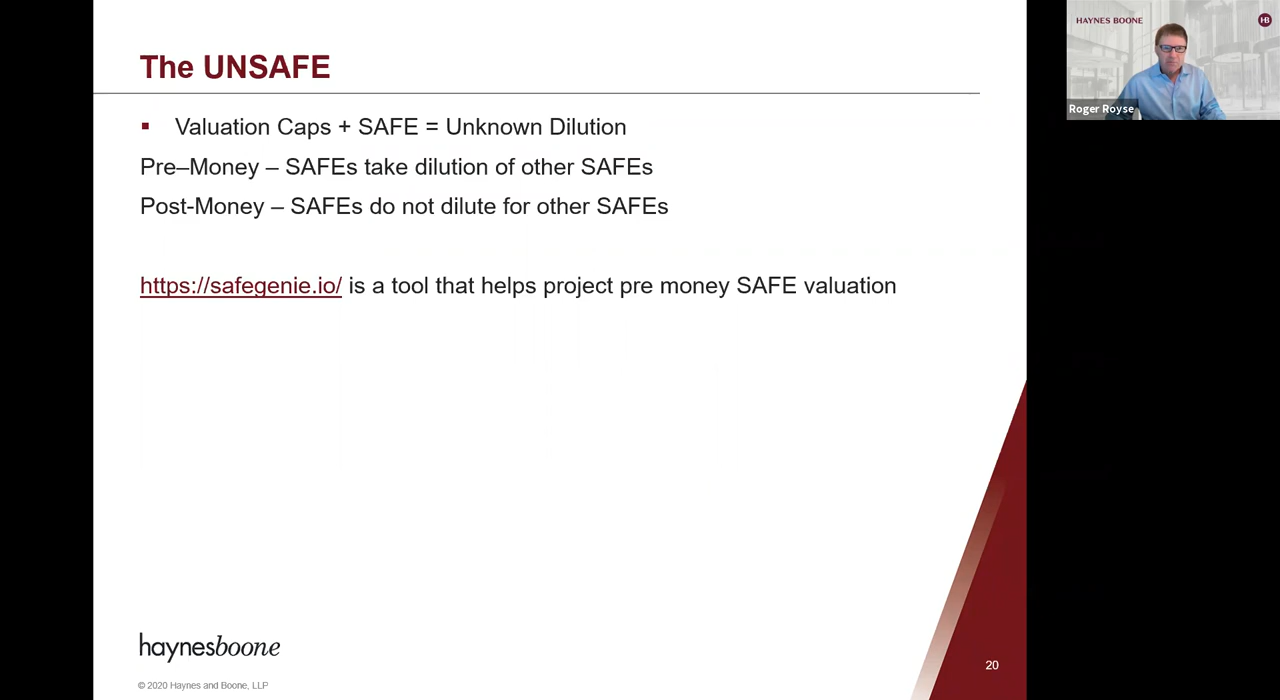 The UNSAFE
▪ Valuation Caps + SAFE = Unknown Dilution
Pre–Money – SAFEs take dilution of other SAFEs
Post-Money – SAFEs do not dilute for other SAFEs
https://safegenie.io/ is a tool that helps project pre money SAFE valuation
haynesboone
© 2020 Haynes and Boone, LLP
20
HAYNES BOONE
HB
Roger Royse